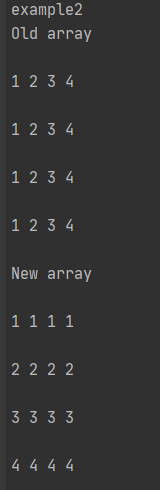 example2
Old array
1 2 3 4
1 2 3 4
1 2 3 4
1 2 3 4
New array
1 1 1 1
2 2 2 2
3 3 3 3
4 4 4 4